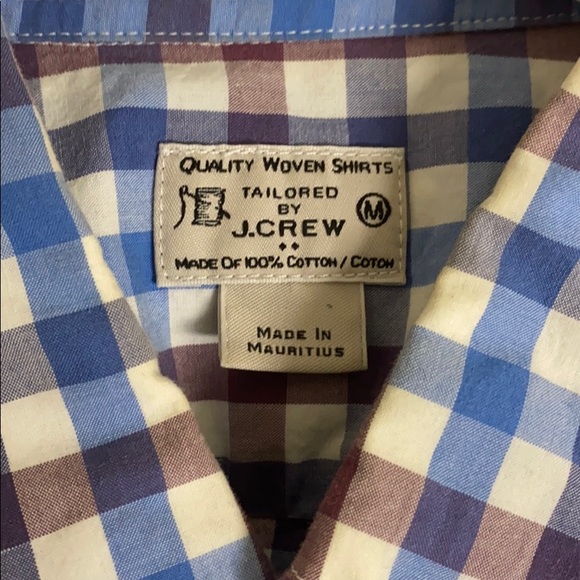 QUALITY WOVEN SHIRTS
TAILORED
BY
J.CREW
M
MADE OF 100% COTTON / COTON
MADE IN
MAURITIUS